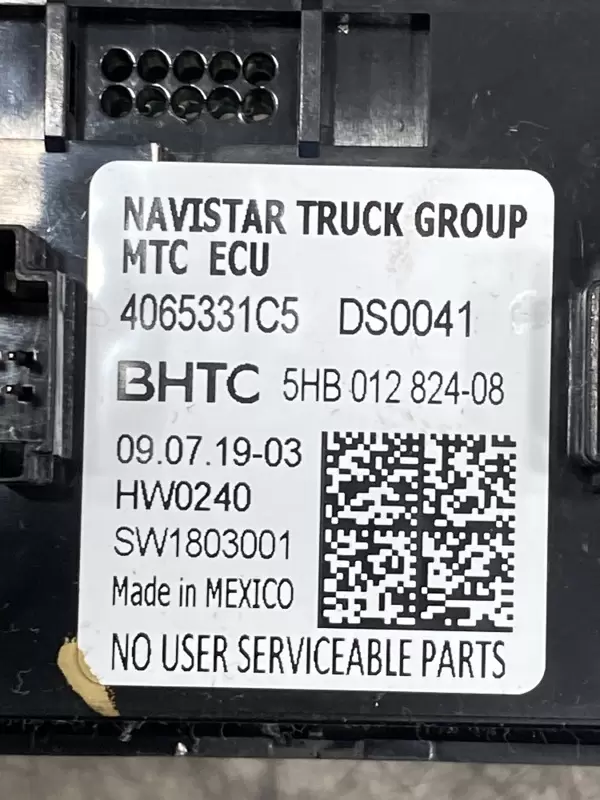 NAVISTAR TRUCK GROUP
MTC ECU
4065331C5 DS0041
BHTC 5HB 012 824-08
09.07.19-03
HW0240
SW1803001
Made in MEXICO
NO USER SERVICEABLE PARTS